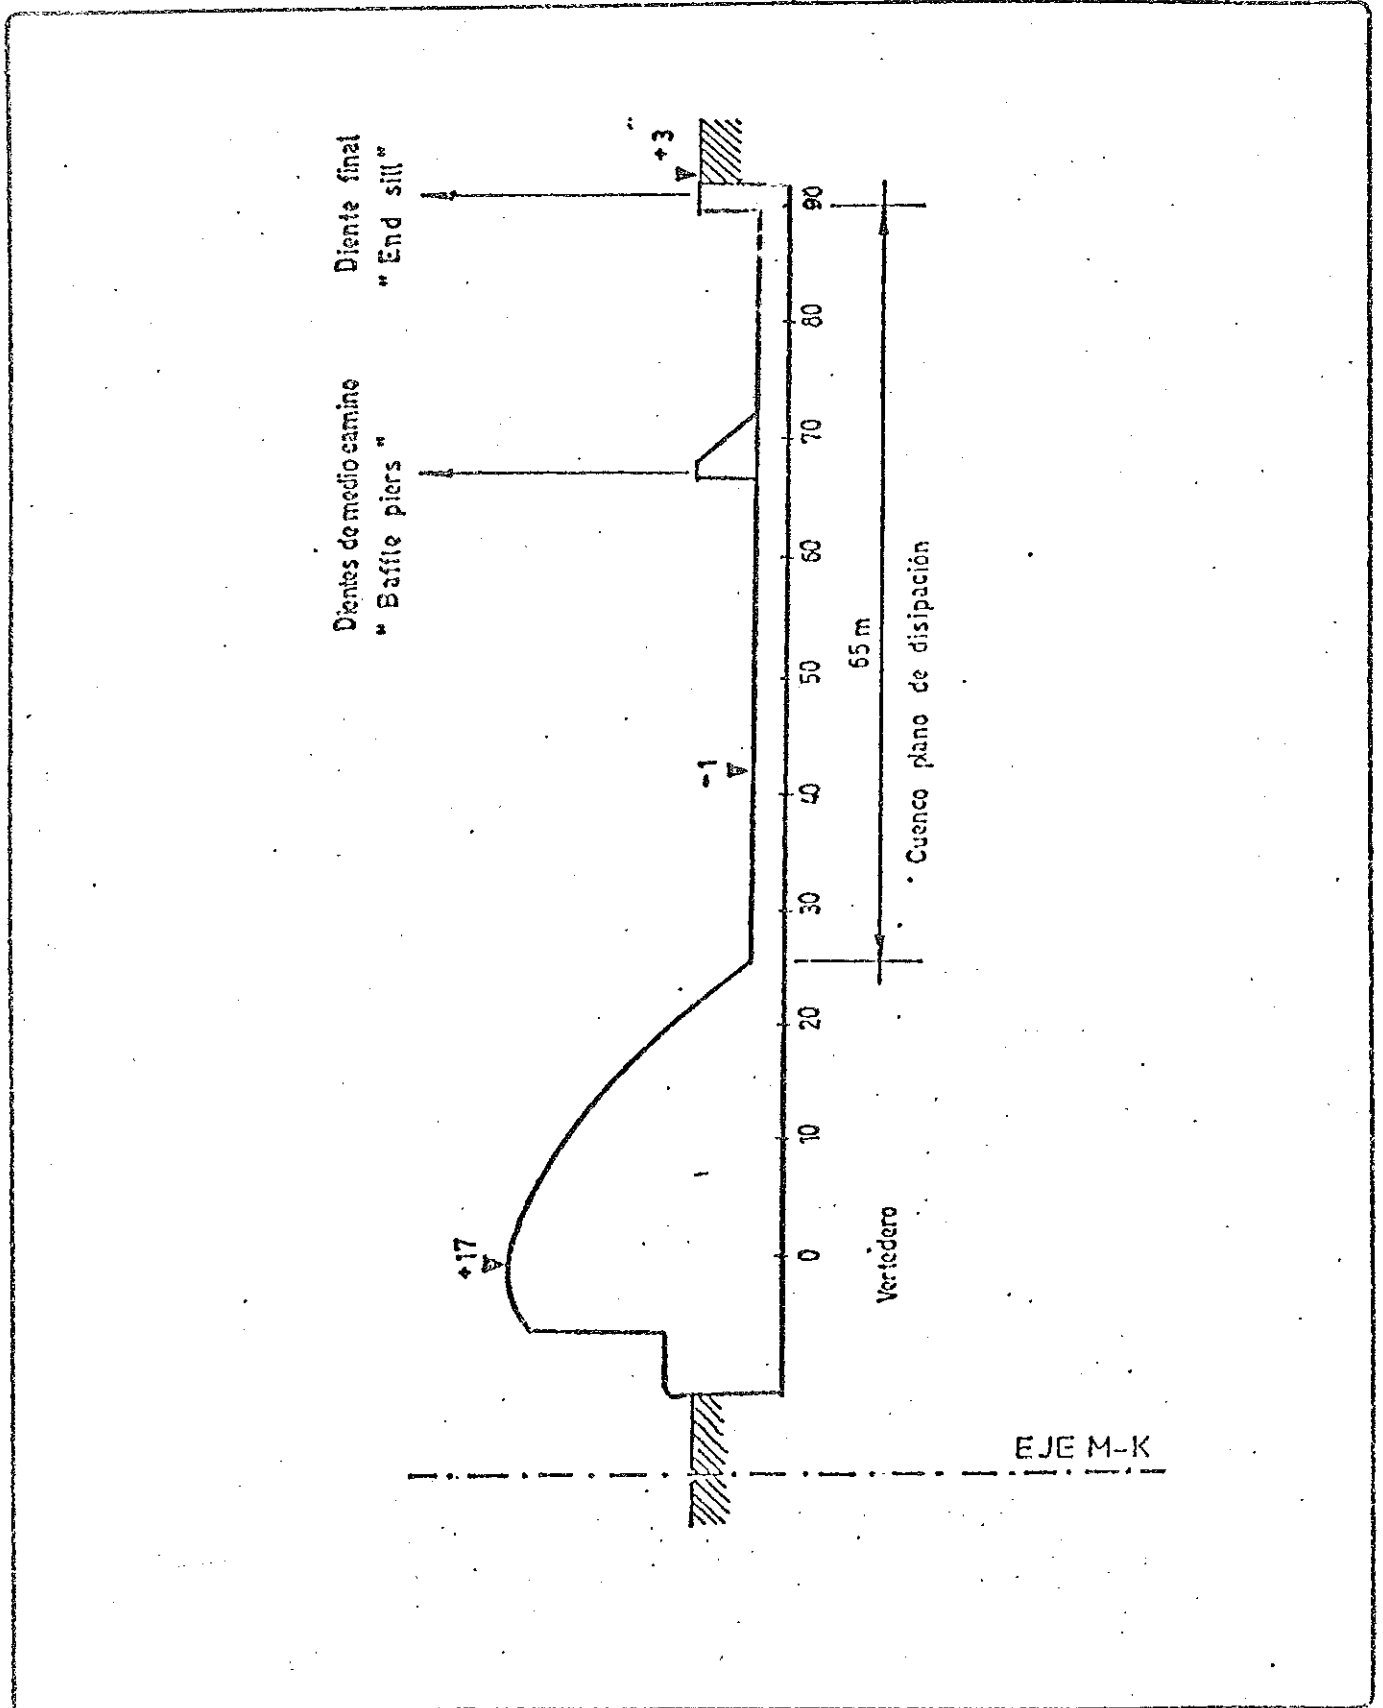 Diente final
" End sill "
Dientes de medio camino
" Baffle piers "
+3
-1
+17
0
10
20
30
40
50
60
70
80
90
65 m
Cuenco plano de disipación
Vertedero
EJE M-K